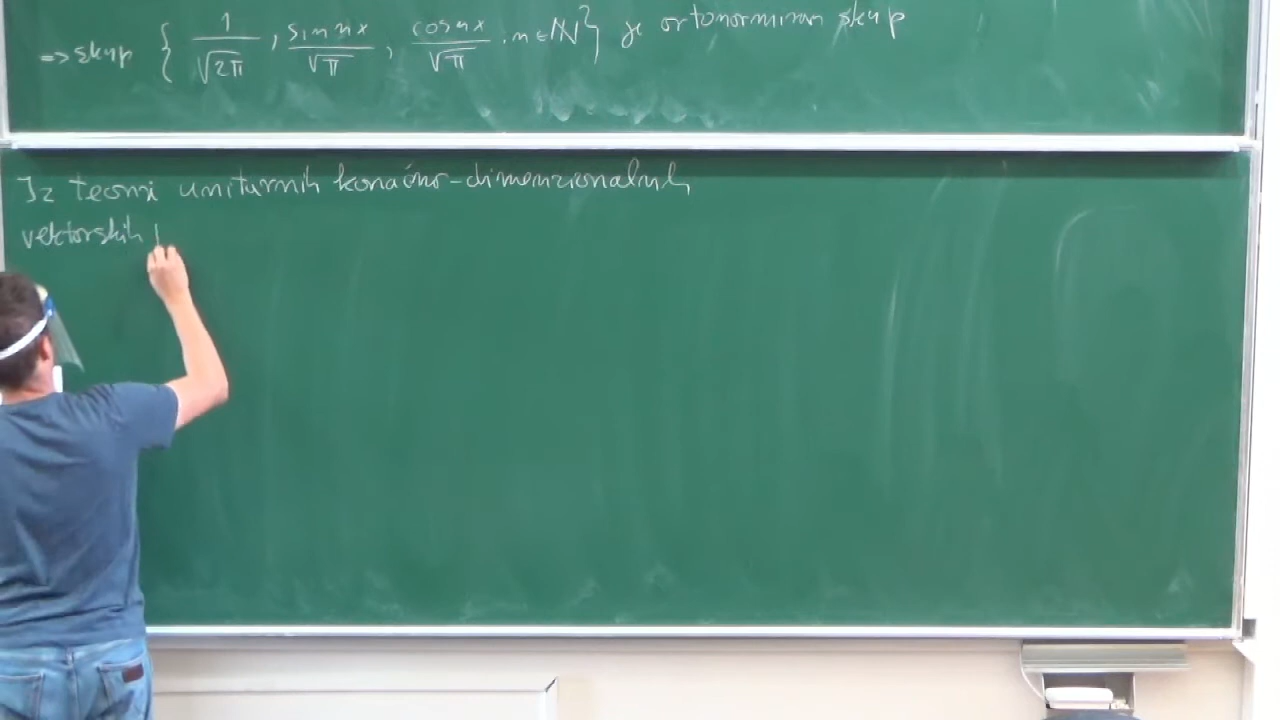 => skup { 1/√2π , sin nx/√π , cos nx/√π : n ∈ ℕ } je ortonormiran skup
Iz teorije unitarnih konačno-dimenzionalnih
vektorskih